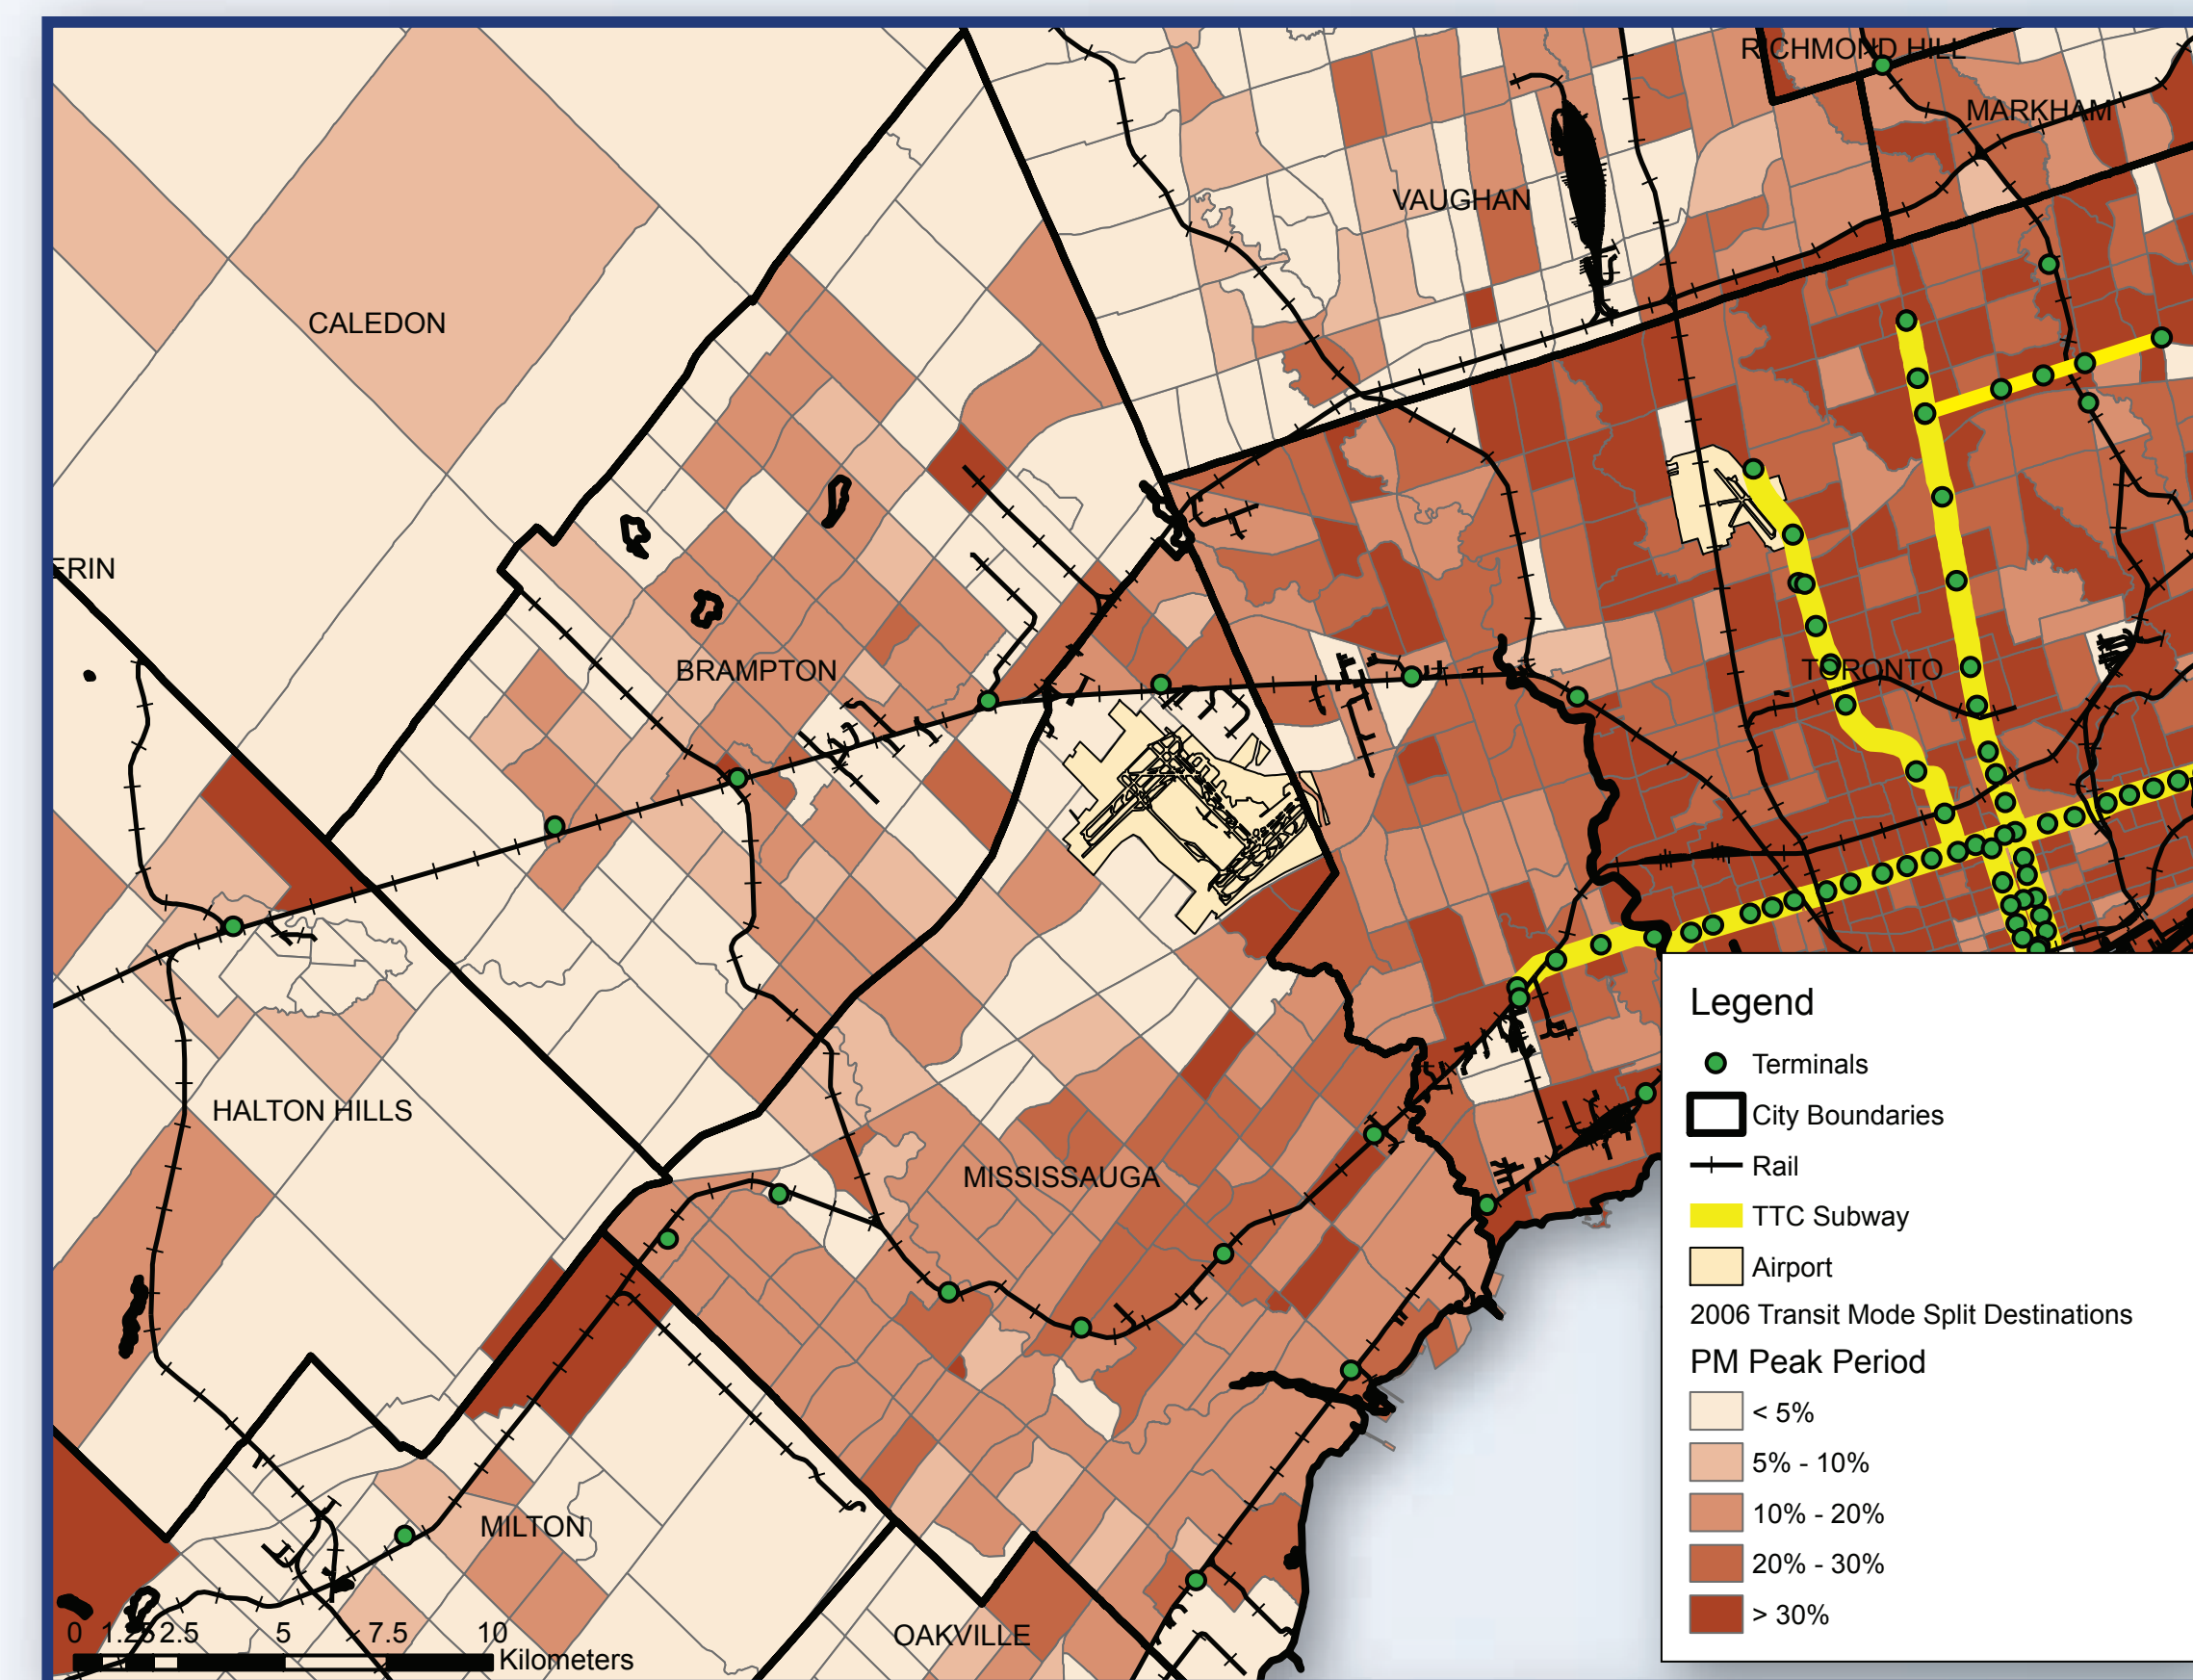 RICHMOND HILL
MARKHAM
VAUGHAN
CALEDON
ERIN
BRAMPTON
TORONTO
HALTON HILLS
MISSISSAUGA
MILTON
OAKVILLE
0 1.25 2.5 5 7.5 10
Kilometers
Legend
Terminals
City Boundaries
Rail
TTC Subway
Airport
2006 Transit Mode Split Destinations
PM Peak Period
< 5%
5% - 10%
10% - 20%
20% - 30%
> 30%